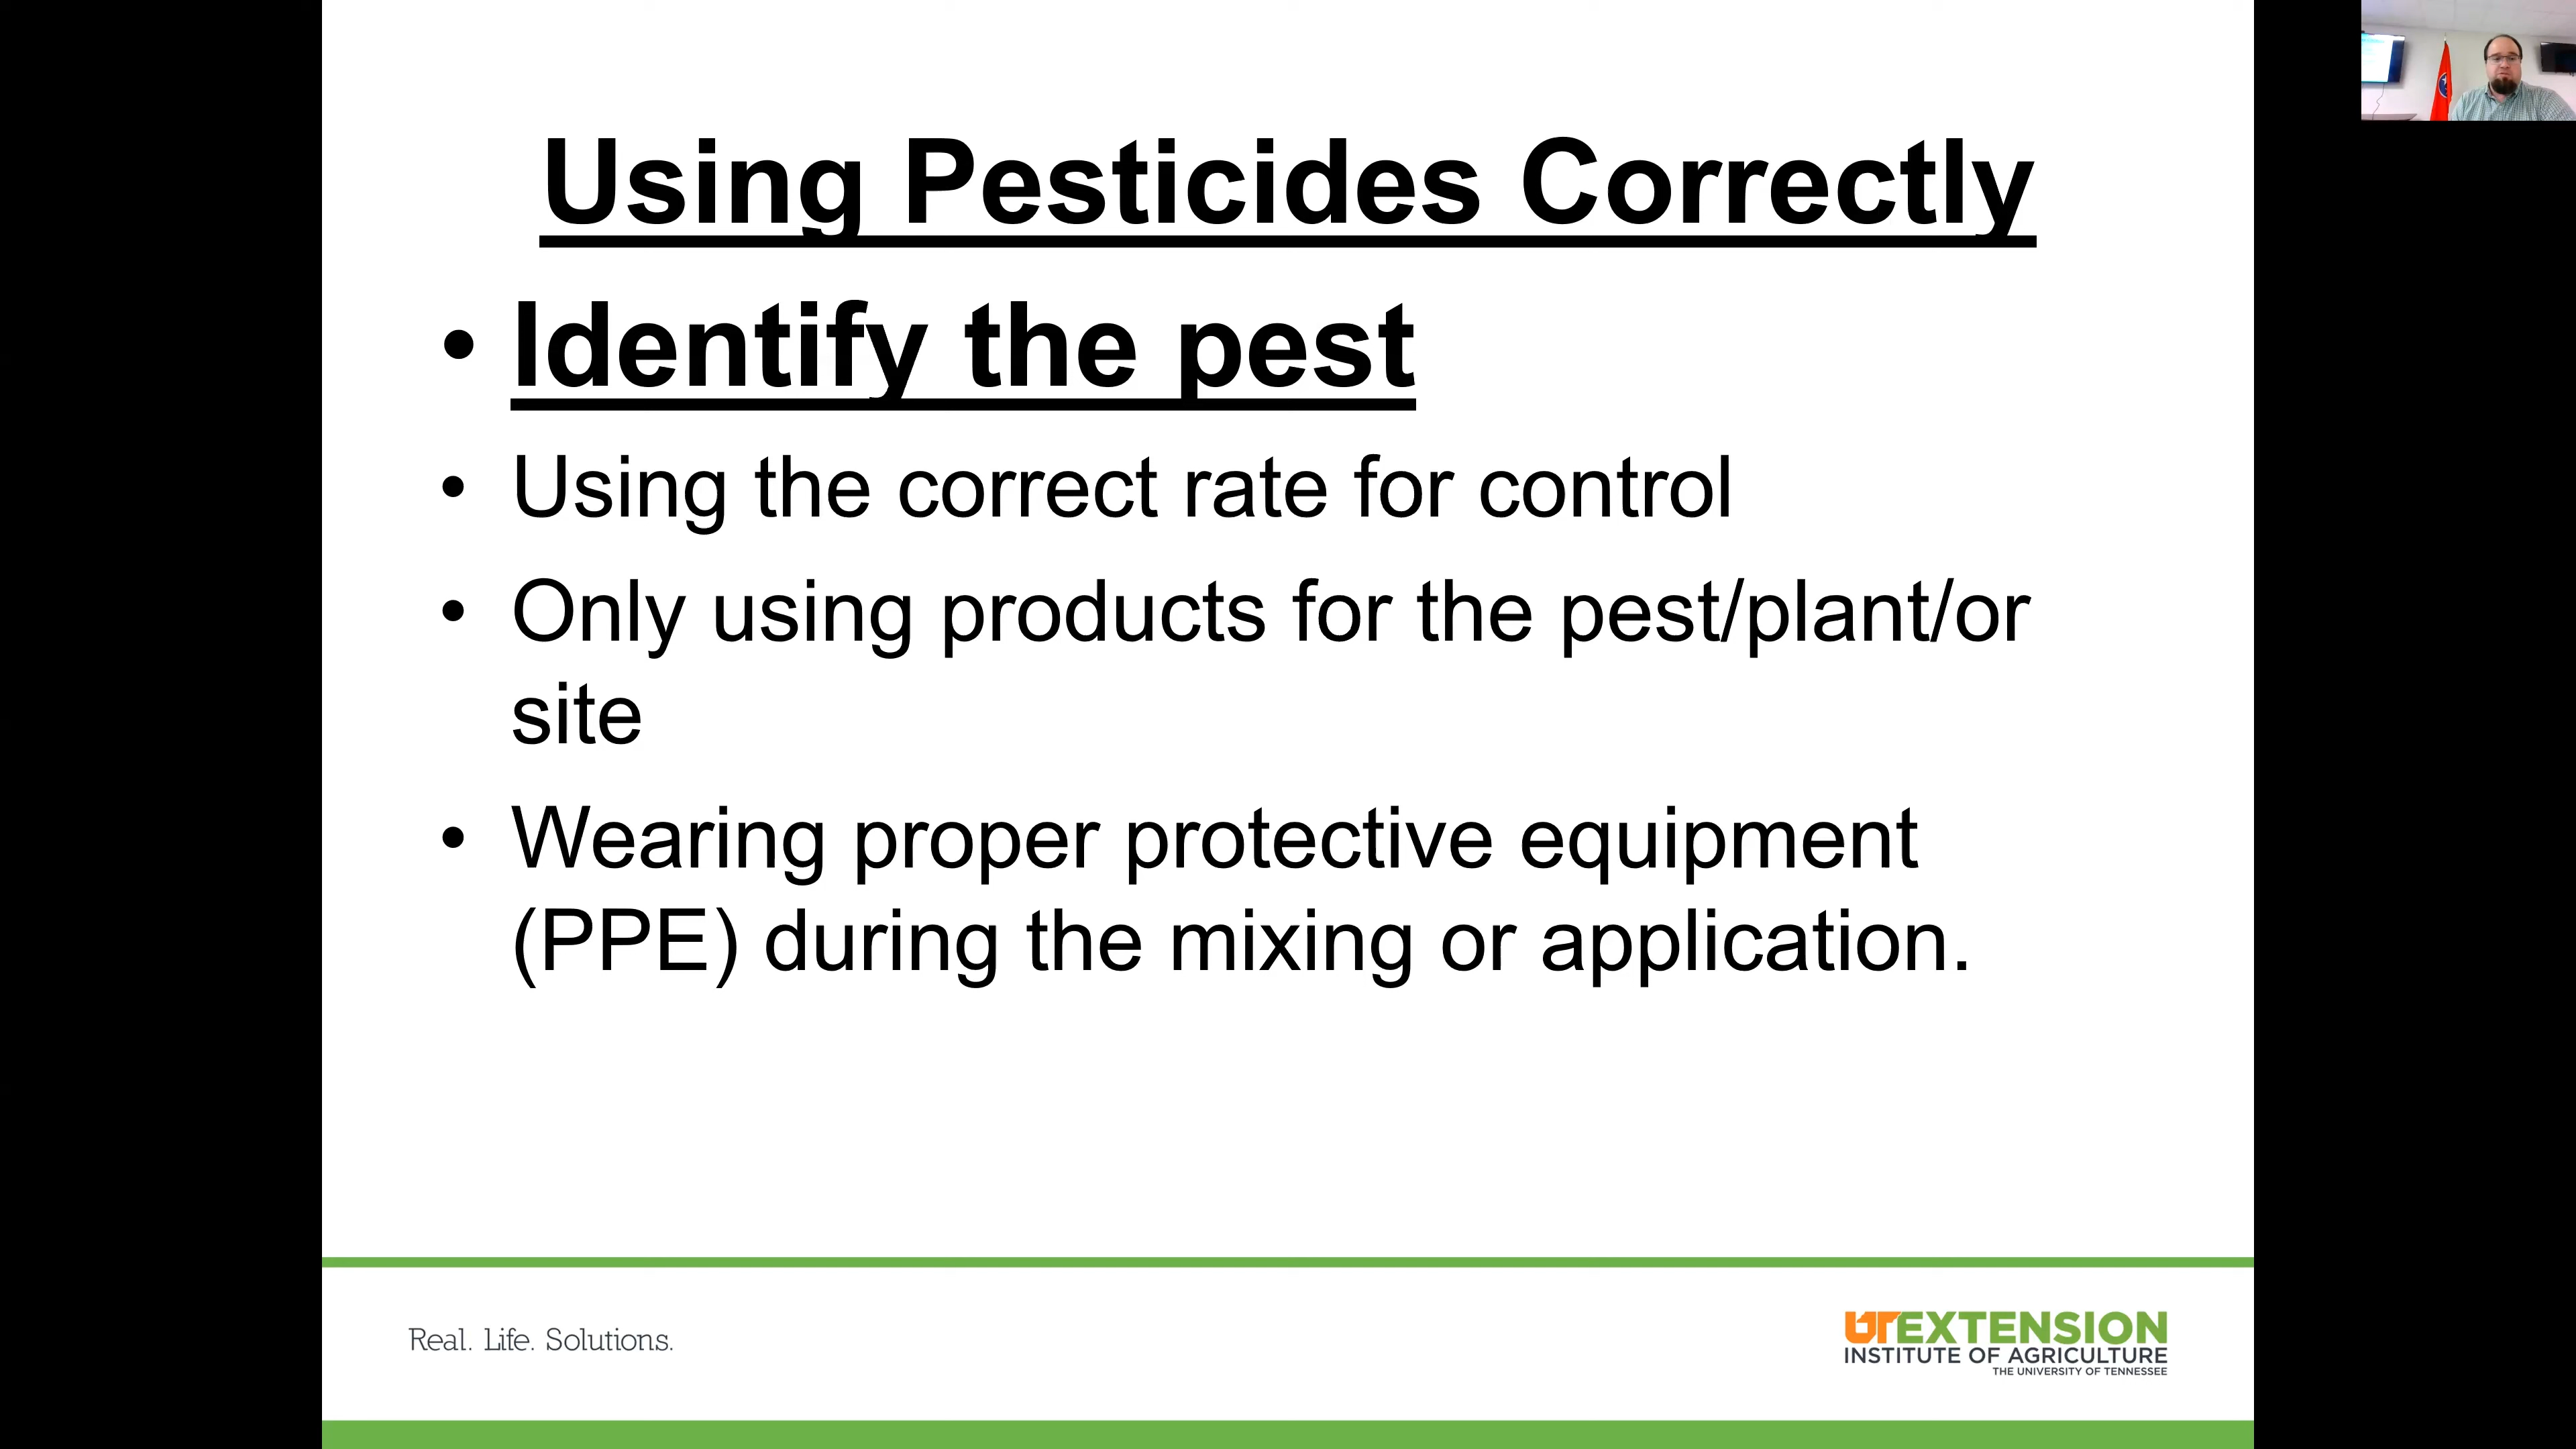 Using Pesticides Correctly
• Identify the pest
• Using the correct rate for control
• Only using products for the pest/plant/or
site
• Wearing proper protective equipment
(PPE) during the mixing or application.
Real. Life. Solutions.
UT EXTENSION
INSTITUTE OF AGRICULTURE
THE UNIVERSITY OF TENNESSEE